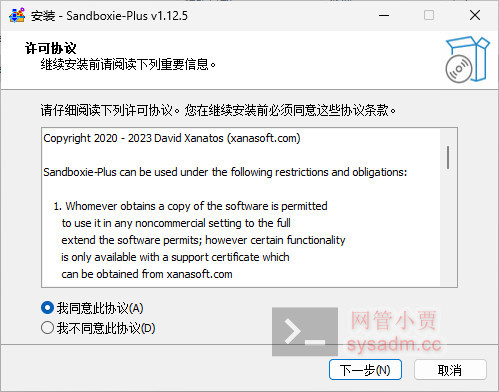 安装 - Sandboxie-Plus v1.12.5
许可协议
继续安装前请阅读下列重要信息。
请仔细阅读下列许可协议。您在继续安装前必须同意这些协议条款。
Copyright 2020 - 2023 David Xanatos (xanasoft.com)
Sandboxie-Plus can be used under the following restrictions and obligations:
1. Whomever obtains a copy of the software is permitted
to use it in any noncommercial setting to the full
extend the software permits; however certain functionality
is only available with a support certificate which
can be obtained from xanasoft.com
我同意此协议(A)
我不同意此协议(D)
网管小贾
sysadm.cc
下一步(N)
取消